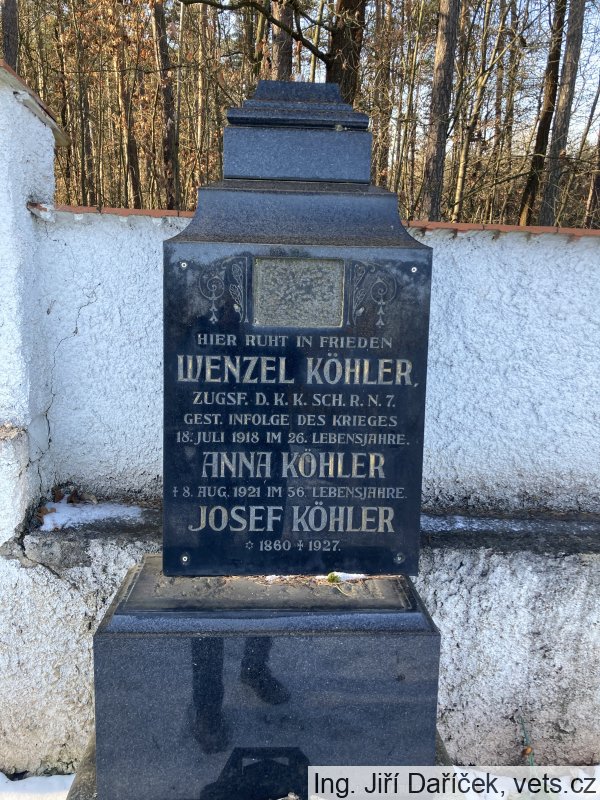 HIER RUHT IN FRIEDEN
WENZEL KÖHLER,
ZUGSF. D. K. K. SCH. R. N. 7.
GEST. INFOLGE DES KRIEGES
18. JULI 1918 IM 26. LEBENSJAHRE.
ANNA KÖHLER
✝ 8. AUG. 1921 IM 56. LEBENSJAHRE.
JOSEF KÖHLER
* 1860 ✝ 1927.
Ing. Jiří Daříček, vets.cz